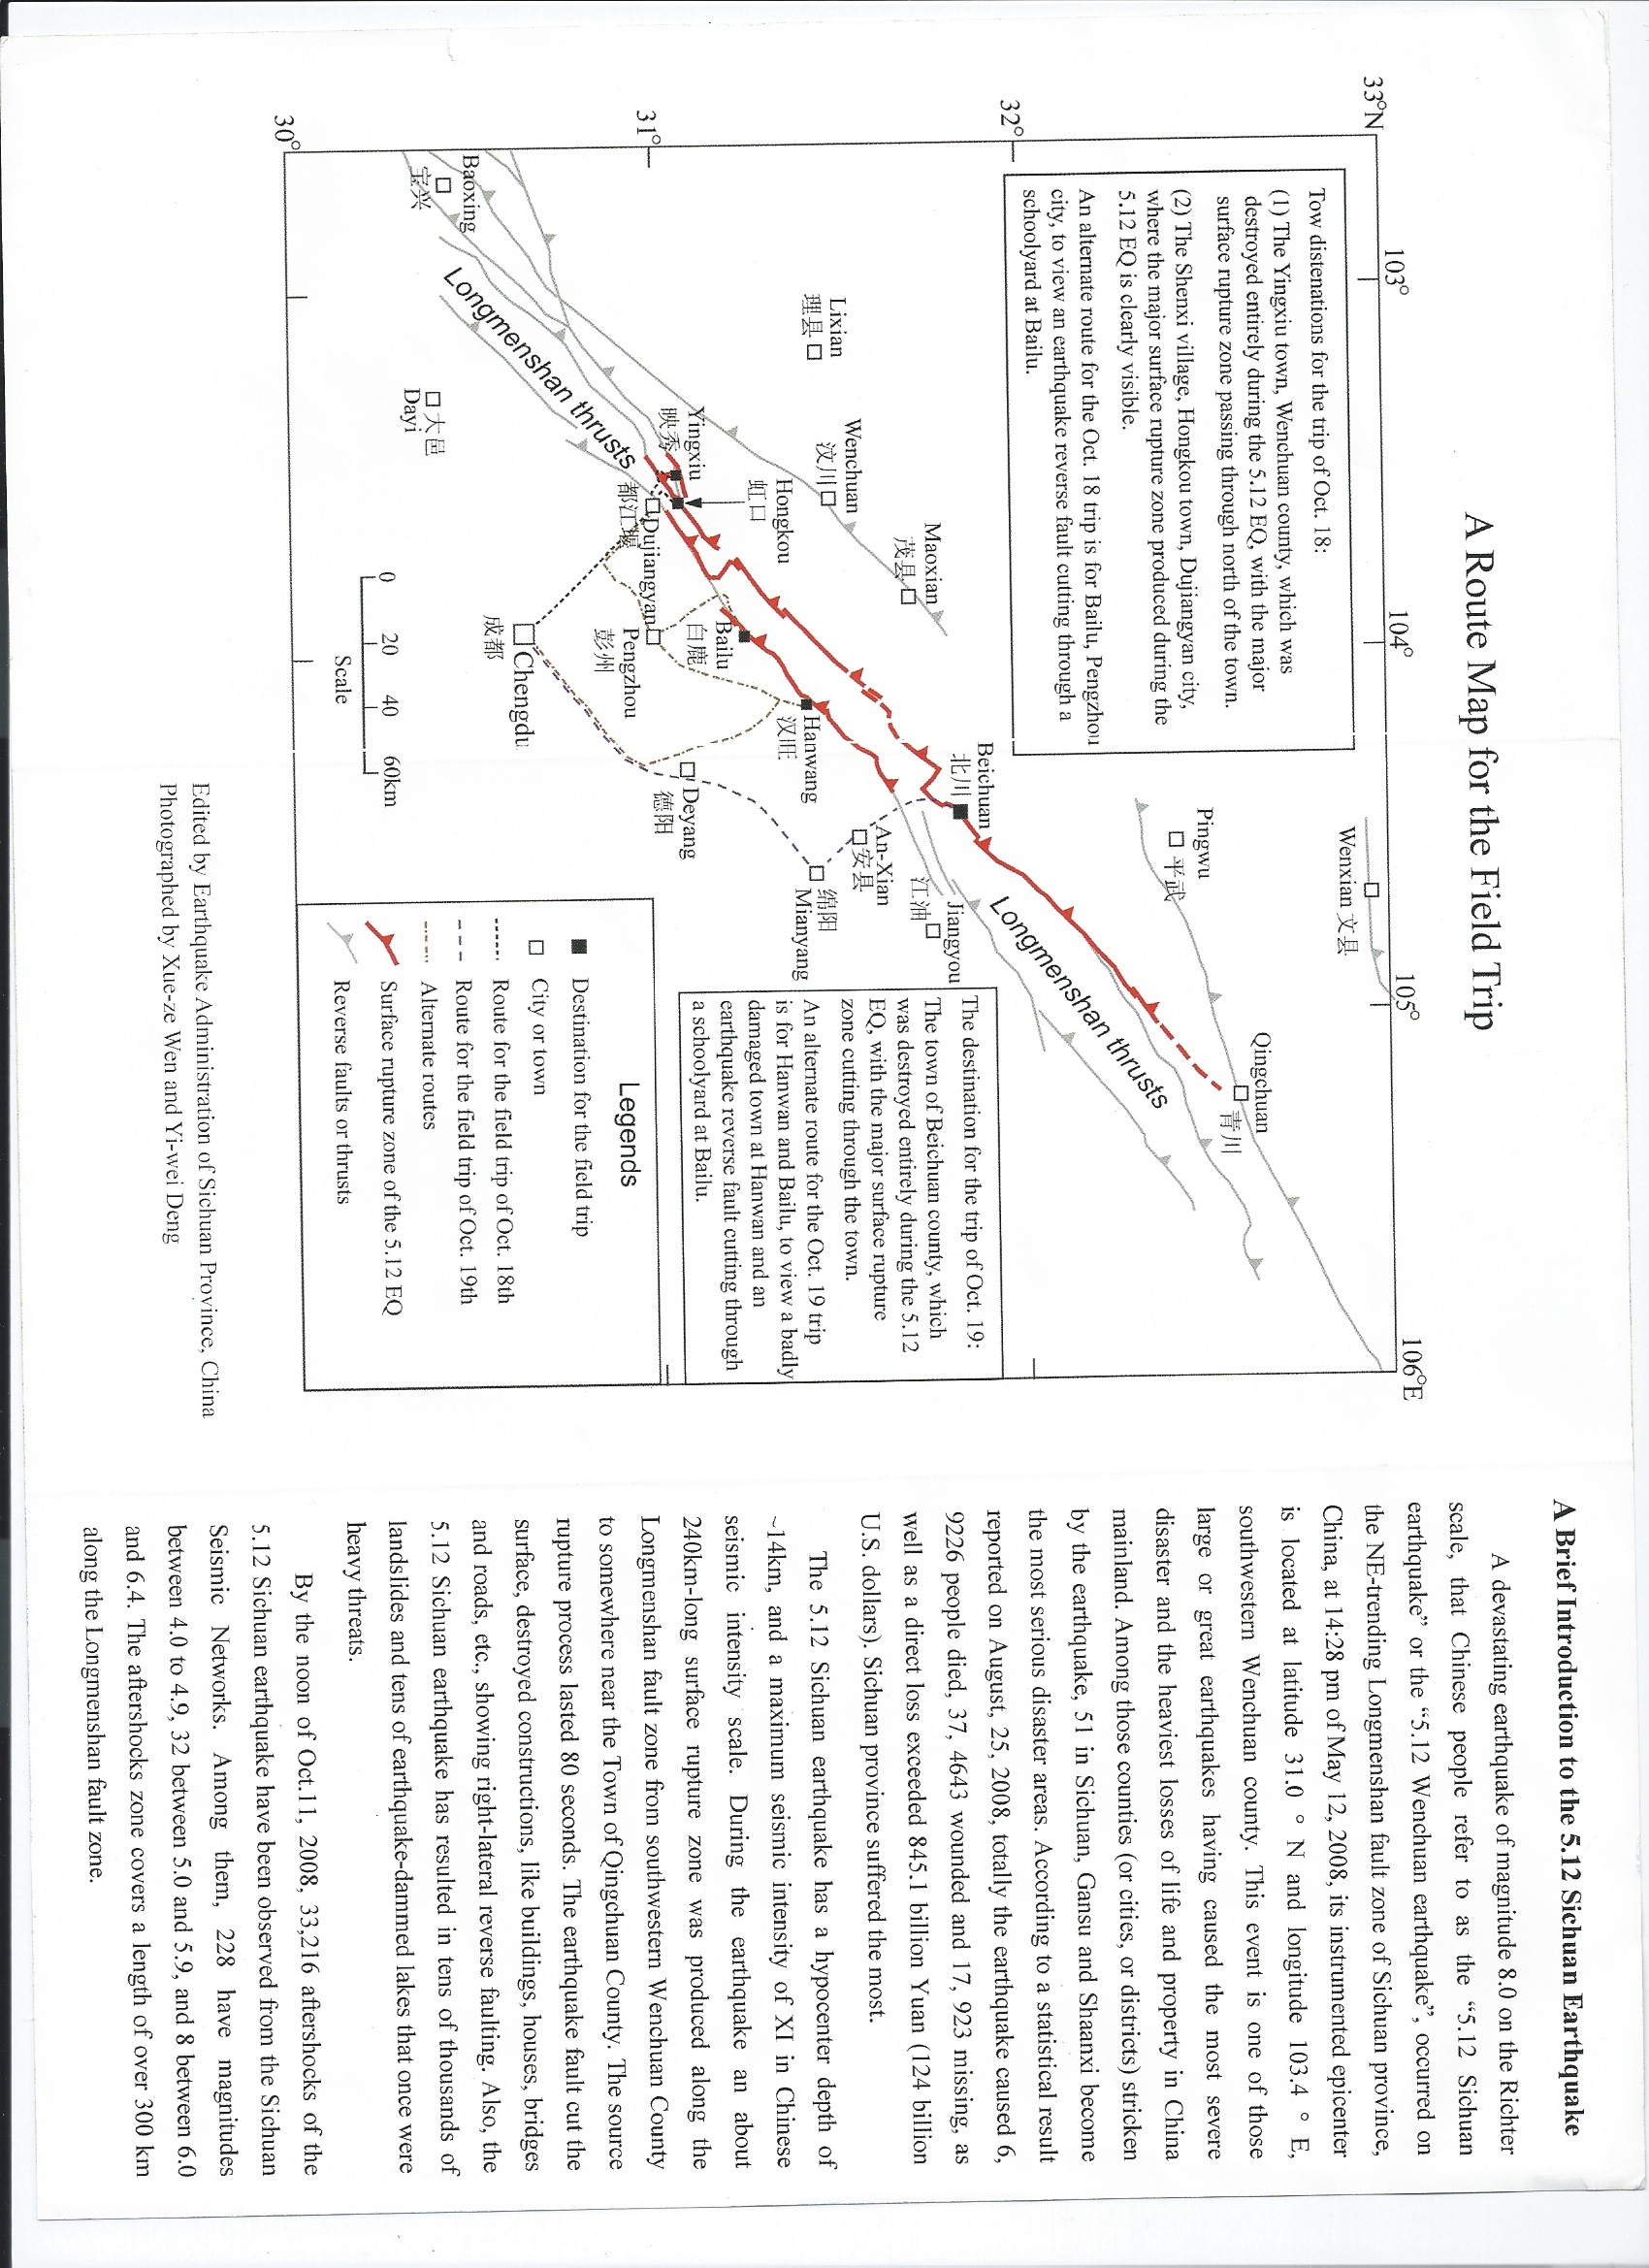 A Route Map for the Field Trip
103°
104°
105°
106°E
33°N
32°
31°
30°
Tow distenations for the trip of Oct. 18:
(1) The Yingxiu town, Wenchuan county, which was
destroyed entirely during the 5.12 EQ, with the major
surface rupture zone passing through north of the town.
(2) The Shenxi village, Hongkou town, Dujiangyan city,
where the major surface rupture zone produced during the
5.12 EQ is clearly visible.
An alternate route for the Oct. 18 trip is for Bailu, Pengzhou
city, to view an earthquake reverse fault cutting through a
schoolyard at Bailu.
Wenxian 文县
Pingwu
平武
Qingchuan
青川
Beichuan
北川
Maoxian
茂县
Wenchuan
汶川
Lixian
理县
Longmenshan thrusts
Jiangyou
江油
An-Xian
安县
绵阳
Mianyang
Hongkou
虹口
Hanwang
汉旺
Yingxiu
映秀
Bailu
白鹿
Dujiangyan
都江堰
Pengzhou
彭州
Deyang
德阳
Baoxing
宝兴
Longmenshan thrusts
大邑
Dayi
Chengdu
成都
0 20 40 60km
Scale
The destination for the trip of Oct. 19:
The town of Beichuan county, which
was destroyed entirely during the 5.12
EQ, with the major surface rupture
zone cutting through the town.
An alternate route for the Oct. 19 trip
is for Hanwan and Bailu, to view a badly
damaged town at Hanwan and an
earthquake reverse fault cutting through
a schoolyard at Bailu.
Legends
Destination for the field trip
City or town
Route for the field trip of Oct. 18th
Route for the field trip of Oct. 19th
Alternate routes
Surface rupture zone of the 5.12 EQ
Reverse faults or thrusts
Edited by Earthquake Administration of Sichuan Province, China
Photographed by Xue-ze Wen and Yi-wei Deng
A Brief Introduction to the 5.12 Sichuan Earthquake
A devastating earthquake of magnitude 8.0 on the Richter
scale, that Chinese people refer to as the “5.12 Sichuan
earthquake” or the “5.12 Wenchuan earthquake”, occurred on
the NE-trending Longmenshan fault zone of Sichuan province,
China, at 14:28 pm of May 12, 2008, its instrumented epicenter
is located at latitude 31.0 ° N and longitude 103.4 ° E,
southwestern Wenchuan county. This event is one of those
large or great earthquakes having caused the most severe
disaster and the heaviest losses of life and property in China
mainland. Among those counties (or cities, or districts) stricken
by the earthquake, 51 in Sichuan, Gansu and Shaanxi become
the most serious disaster areas. According to a statistical result
reported on August, 25, 2008, totally the earthquake caused 6,
9226 people died, 37, 4643 wounded and 17, 923 missing, as
well as a direct loss exceeded 845.1 billion Yuan (124 billion
U.S. dollars). Sichuan province suffered the most.
The 5.12 Sichuan earthquake has a hypocenter depth of
~14km, and a maximum seismic intensity of XI in Chinese
seismic intensity scale. During the earthquake an about
240km-long surface rupture zone was produced along the
Longmenshan fault zone from southwestern Wenchuan County
to somewhere near the Town of Qingchuan County. The source
rupture process lasted 80 seconds. The earthquake fault cut the
surface, destroyed constructions, like buildings, houses, bridges
and roads, etc., showing right-lateral reverse faulting. Also, the
5.12 Sichuan earthquake has resulted in tens of thousands of
landslides and tens of earthquake-dammed lakes that once were
heavy threats.
By the noon of Oct.11, 2008, 33,216 aftershocks of the
5.12 Sichuan earthquake have been observed from the Sichuan
Seismic Networks. Among them, 228 have magnitudes
between 4.0 to 4.9, 32 between 5.0 and 5.9, and 8 between 6.0
and 6.4. The aftershocks zone covers a length of over 300 km
along the Longmenshan fault zone.